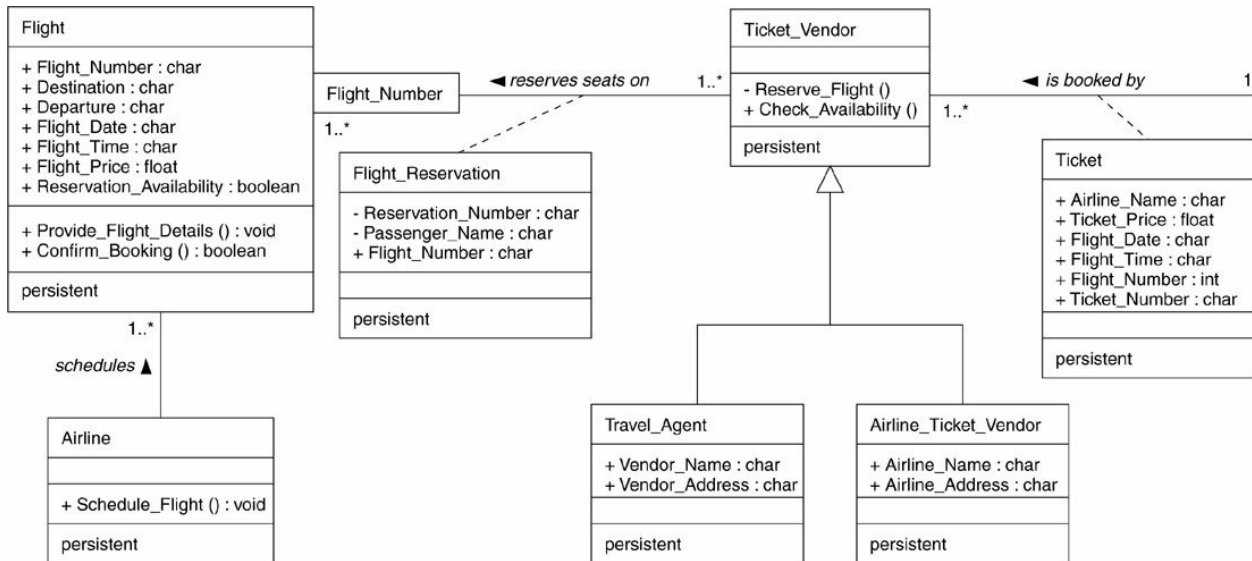 Flight
+ Flight_Number : char
+ Destination : char
+ Departure : char
+ Flight_Date : char
+ Flight_Time : char
+ Flight_Price : float
+ Reservation_Availability : boolean
+ Provide_Flight_Details () : void
+ Confirm_Booking () : boolean
persistent
Flight_Number
1..*
◄ reserves seats on
1..*
Flight_Reservation
- Reservation_Number : char
- Passenger_Name : char
+ Flight_Number : char
persistent
Ticket_Vendor
- Reserve_Flight ()
+ Check_Availability ()
persistent
◄ is booked by
1..*
1
Ticket
+ Airline_Name : char
+ Ticket_Price : float
+ Flight_Date : char
+ Flight_Time : char
+ Flight_Number : int
+ Ticket_Number : char
persistent
1..*
schedules ▲
Airline
+ Schedule_Flight () : void
persistent
Travel_Agent
+ Vendor_Name : char
+ Vendor_Address : char
persistent
Airline_Ticket_Vendor
+ Airline_Name : char
+ Airline_Address : char
persistent